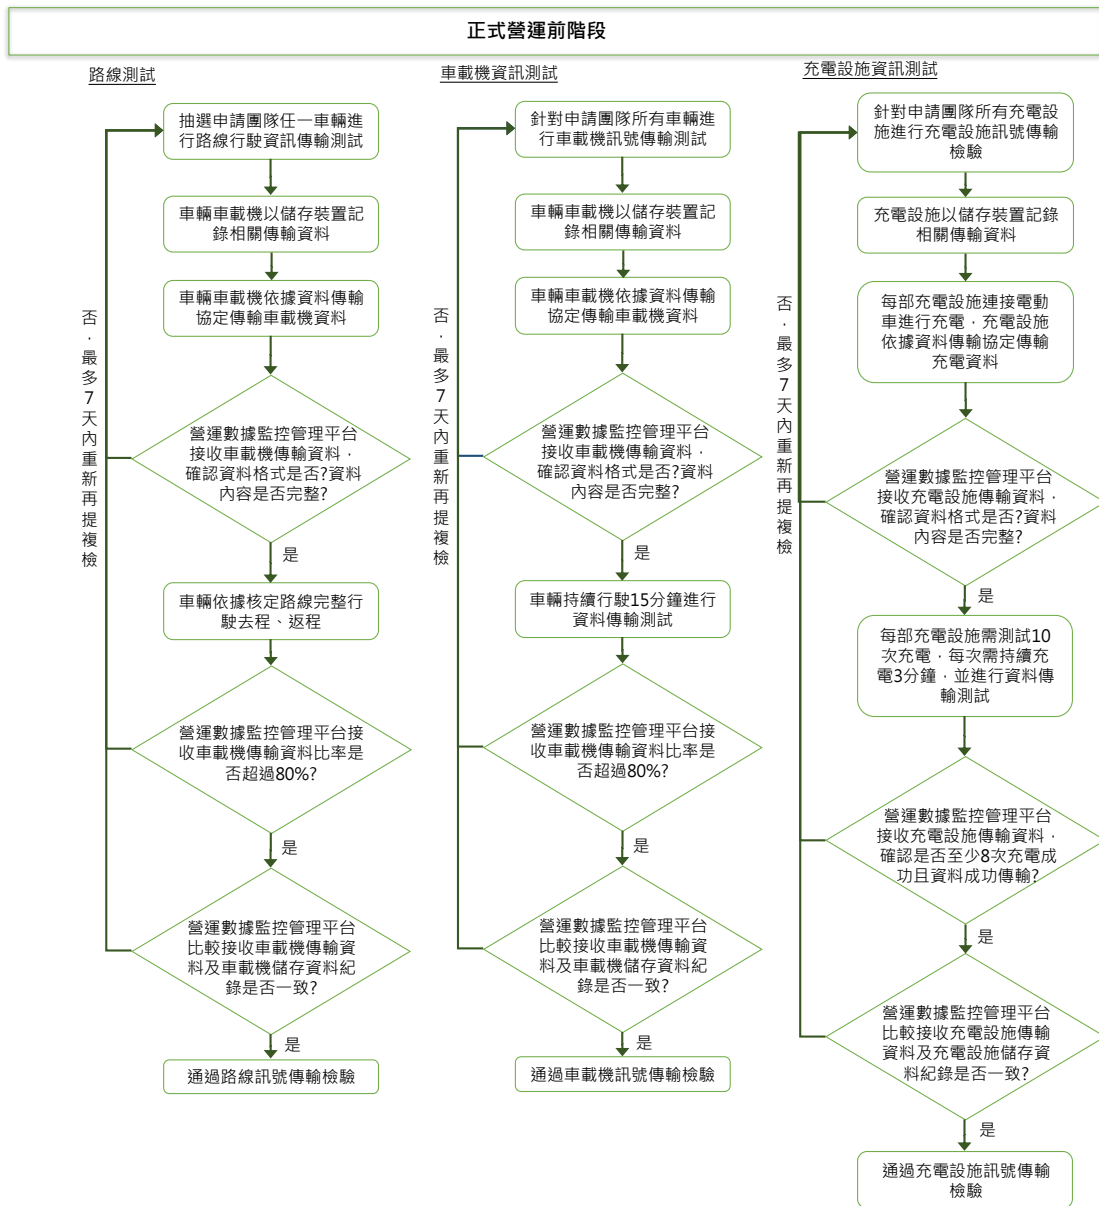 正式營運前階段
路線測試
抽選申請團隊任一車輛進
行路線行駛資訊傳輸測試
車輛車載機以儲存裝置記
錄相關傳輸資料
車輛車載機依據資料傳輸
協定傳輸車載機資料
營運數據監控管理平台
接收車載機傳輸資料，
確認資料格式是否?資料
內容是否完整?
是
車輛依據核定路線完整行
駛去程、返程
營運數據監控管理平台接
收車載機傳輸資料比率是
否超過80%?
是
營運數據監控管理平台
比較接收車載機傳輸資
料及車載機儲存資料紀
錄是否一致?
是
通過路線訊號傳輸檢驗
否，最多7天內重新再提複檢
車載機資訊測試
針對申請團隊所有車輛進
行車載機訊號傳輸測試
車輛車載機以儲存裝置記
錄相關傳輸資料
車輛車載機依據資料傳輸
協定傳輸車載機資料
營運數據監控管理平台
接收車載機傳輸資料，
確認資料格式是否?資料
內容是否完整?
是
車輛持續行駛15分鐘進行
資料傳輸測試
營運數據監控管理平台接
收車載機傳輸資料比率是
否超過80%?
是
營運數據監控管理平台
比較接收車載機傳輸資
料及車載機儲存資料紀
錄是否一致?
是
通過車載機訊號傳輸檢驗
否，最多7天內重新再提複檢
充電設施資訊測試
針對申請團隊所有充電設
施進行充電設施訊號傳輸
檢驗
充電設施以儲存裝置記錄
相關傳輸資料
每部充電設施連接電動
車進行充電，充電設施
依據資料傳輸協定傳輸
充電資料
營運數據監控管理平台
接收充電設施傳輸資料，
確認資料格式是否?資料
內容是否完整?
是
每部充電設施需測試10
次充電，每次需持續充
電3分鐘，並進行資料傳
輸測試
營運數據監控管理平台
接收充電設施傳輸資料，
確認是否至少8次充電成
功且資料成功傳輸?
是
營運數據監控管理平台
比較接收充電設施傳輸
資料及充電設施儲存資
料紀錄是否一致?
是
通過充電設施訊號傳輸
檢驗
否，最多7天內重新再提複檢